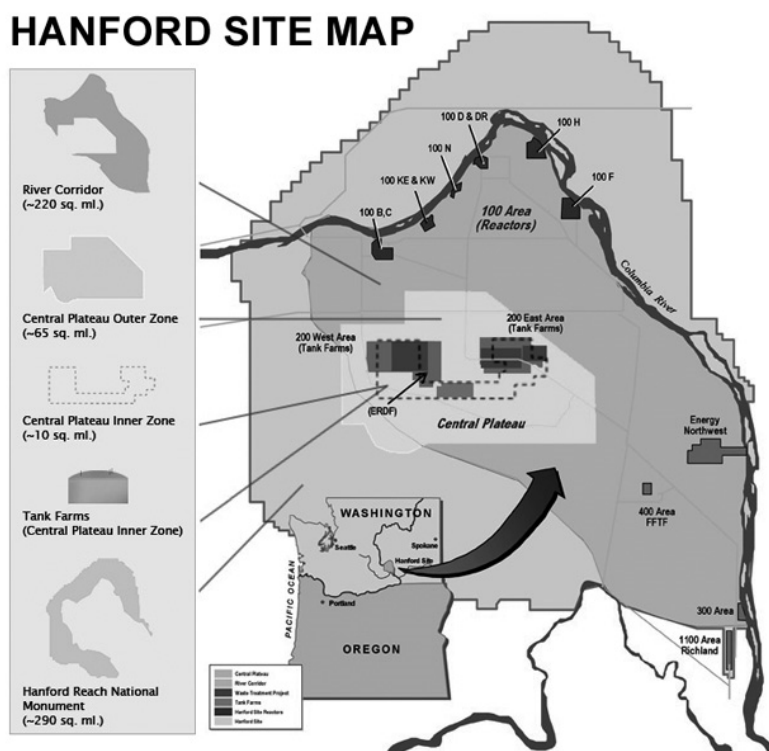 HANFORD SITE MAP
River Corridor
(~220 sq. ml.)
Central Plateau Outer Zone
(~65 sq. ml.)
Central Plateau Inner Zone
(~10 sq. ml.)
Tank Farms
(Central Plateau Inner Zone)
Hanford Reach National
Monument
(~290 sq. ml.)
100 D & DR
100 H
100 N
100 KE & KW
100 F
100 B,C
100 Area
(Reactors)
Columbia River
200 West Area
(Tank Farms)
200 East Area
(Tank Farms)
(ERDF)
Central Plateau
Energy
Northwest
400 Area
FFTF
300 Area
1100 Area
Richland
WASHINGTON
Seattle
Spokane
Hanford Site
PACIFIC OCEAN
Portland
OREGON
Central Plateau
River Corridor
Waste Treatment Project
Tank Farms
Hanford Site Reactors
Hanford Site